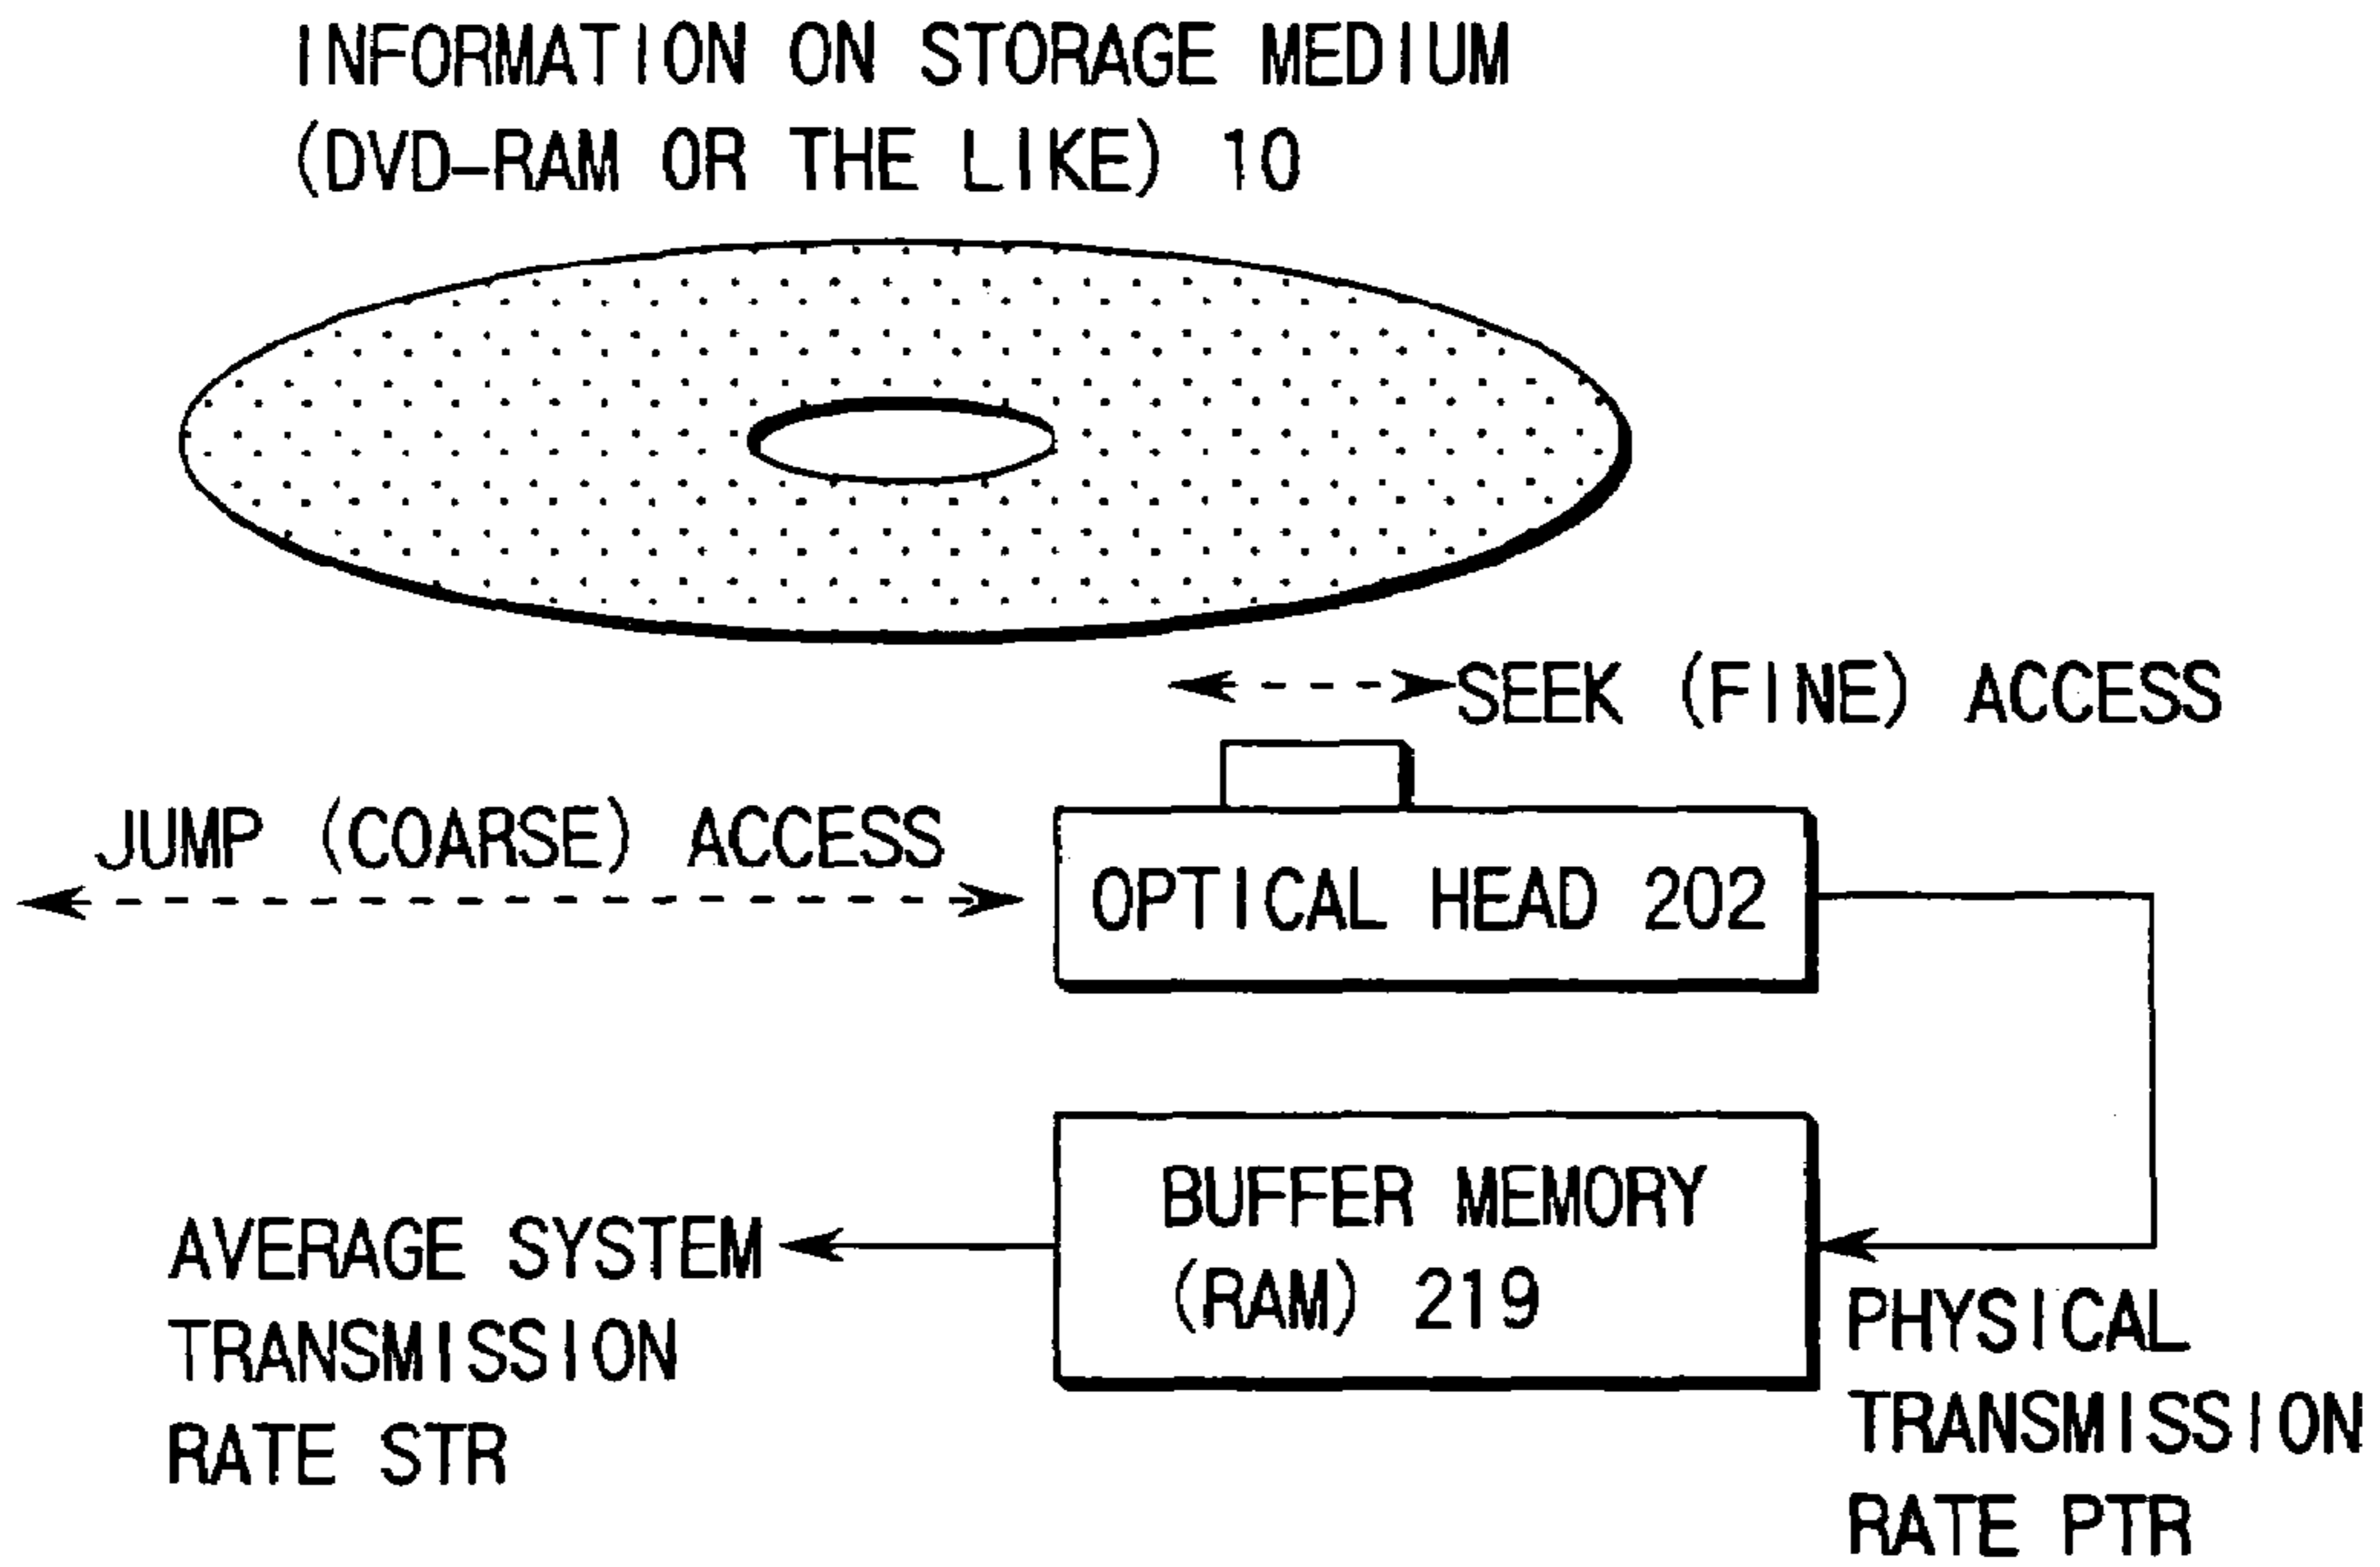 INFORMATION ON STORAGE MEDIUM
(DVD-RAM OR THE LIKE) 10
SEEK (FINE) ACCESS
JUMP (COARSE) ACCESS
OPTICAL HEAD 202
BUFFER MEMORY
(RAM) 219
AVERAGE SYSTEM
TRANSMISSION
RATE STR
PHYSICAL
TRANSMISSION
RATE PTR